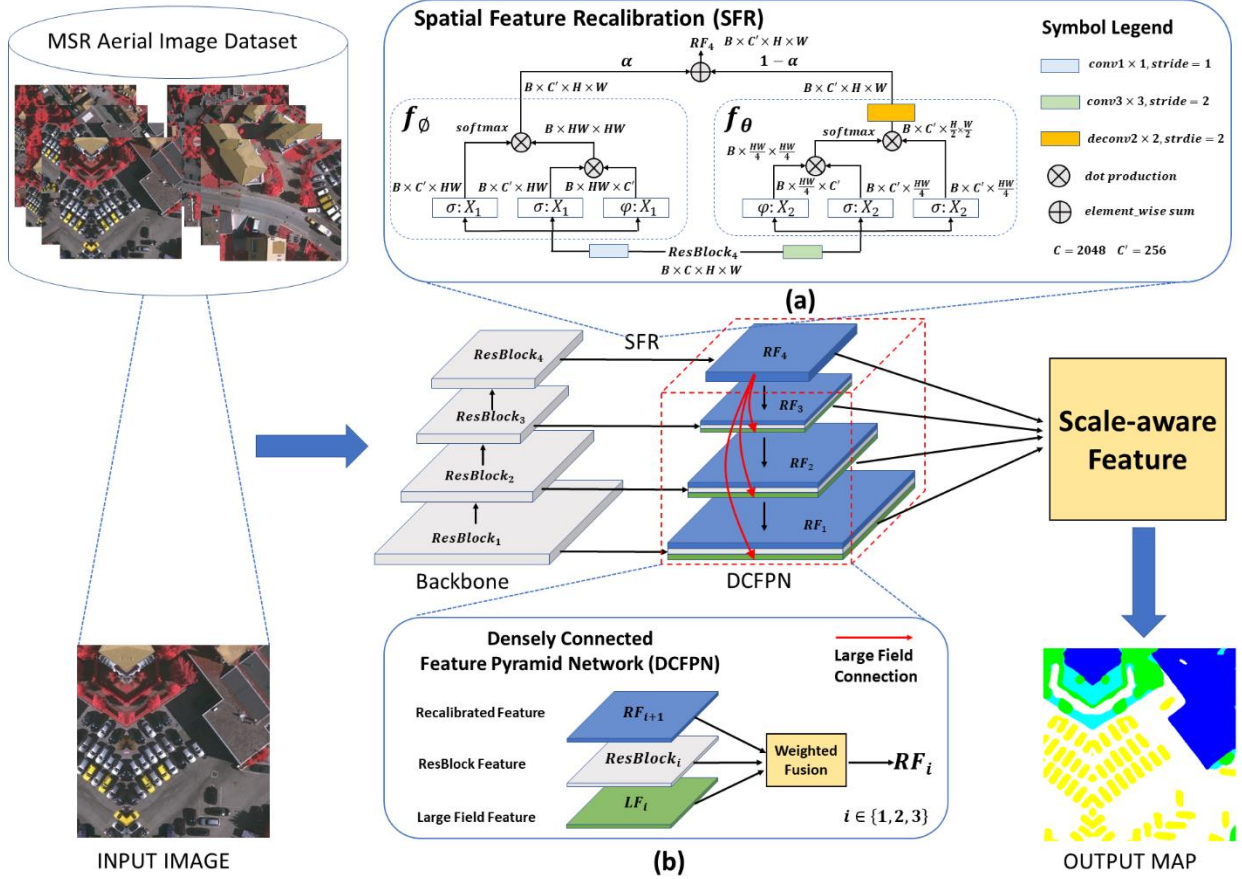 MSR Aerial Image Dataset
Spatial Feature Recalibration (SFR)
RF₄
B × C′ × H × W
α
1 − α
B × C′ × H × W
B × C′ × H × W
f_∅
softmax
B × HW × HW
B × C′ × HW
B × C′ × HW
B × HW × C′
σ: X₁
σ: X₁
φ: X₁
f_θ
softmax
B × C′ × H/2 × W/2
B × HW/4 × HW/4
B × HW/4 × C′
B × C′ × HW/4
B × C′ × HW/4
φ: X₂
σ: X₂
σ: X₂
ResBlock₄
B × C × H × W
Symbol Legend
conv1 × 1, stride = 1
conv3 × 3, stride = 2
deconv2 × 2, strdie = 2
dot production
element_wise sum
C = 2048 C′ = 256
(a)
SFR
ResBlock₄
ResBlock₃
ResBlock₂
ResBlock₁
Backbone
RF₄
RF₃
RF₂
RF₁
DCFPN
Scale-aware
Feature
Densely Connected
Feature Pyramid Network (DCFPN)
Large Field
Connection
Recalibrated Feature
RFᵢ₊₁
ResBlock Feature
ResBlockᵢ
Large Field Feature
LFᵢ
Weighted
Fusion
RFᵢ
i ∈ {1, 2, 3}
(b)
INPUT IMAGE
OUTPUT MAP